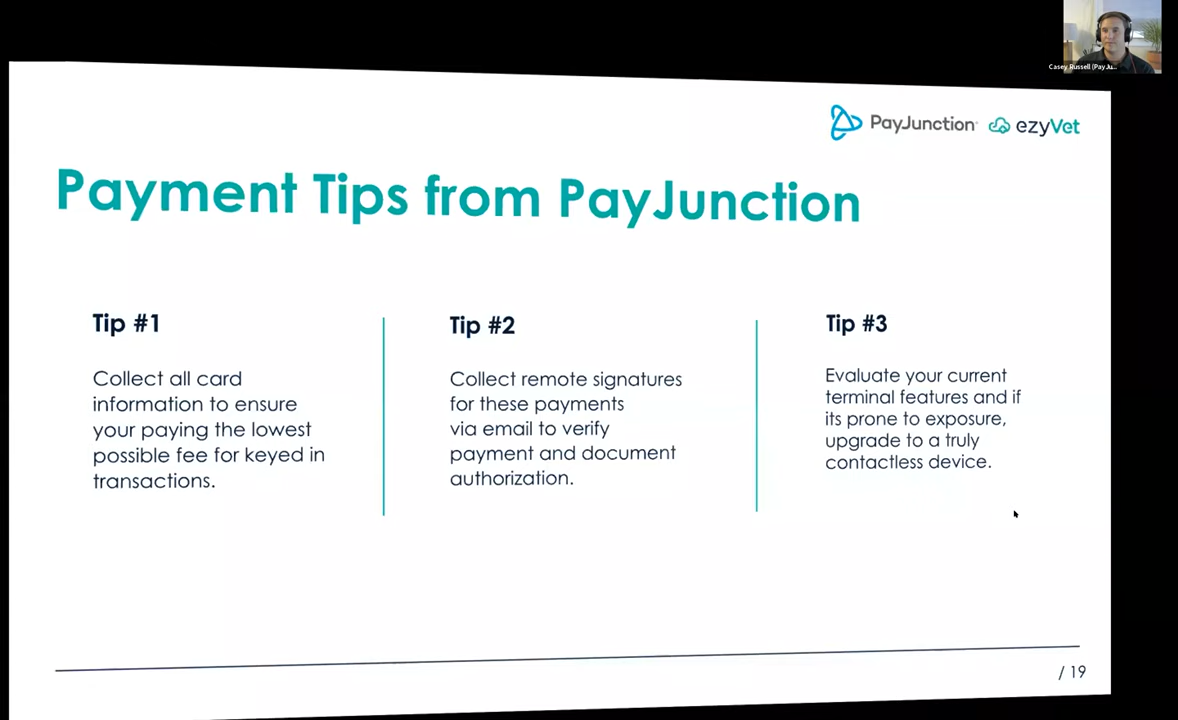 Casey Russell (PayJu...
PayJunction ezyVet
Payment Tips from PayJunction
Tip #1
Collect all card
information to ensure
your paying the lowest
possible fee for keyed in
transactions.
Tip #2
Collect remote signatures
for these payments
via email to verify
payment and document
authorization.
Tip #3
Evaluate your current
terminal features and if
its prone to exposure,
upgrade to a truly
contactless device.
/ 19